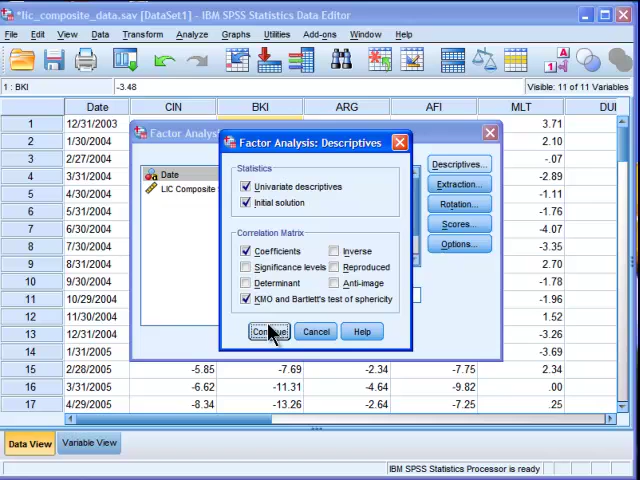 *lic_composite_data.sav [DataSet1] - IBM SPSS Statistics Data Editor
File Edit View Data Transform Analyze Graphs Utilities Add-ons Window Help
1 : BKI -3.48 Visible: 11 of 11 Variables
Date CIN BKI ARG AFI MLT
1 12/31/2003 3.71
2 1/30/2004 2.10
3 2/27/2004 -.07
4 3/31/2004 -2.89
5 4/30/2004 -1.11
6 5/31/2004 -1.76
7 6/30/2004 -4.07
8 7/30/2004 -3.35
9 8/31/2004 2.70
10 9/30/2004 -1.78
11 10/29/2004 -1.96
12 11/30/2004 1.52
13 12/31/2004 -3.26
14 1/31/2005 -3.69
15 2/28/2005 -5.85 -7.69 -2.34 -7.75 2.34
16 3/31/2005 -6.62 -11.31 -4.64 -9.82 .00
17 4/29/2005 -8.34 -13.26 -2.64 -7.25 .25
Factor Analys
Date
LIC Composite
Descriptives...
Extraction...
Rotation...
Scores...
Options...
Factor Analysis: Descriptives
Statistics
Univariate descriptives
Initial solution
Correlation Matrix
Coefficients Inverse
Significance levels Reproduced
Determinant Anti-image
KMO and Bartlett's test of sphericity
Cancel Help
Data View Variable View
IBM SPSS Statistics Processor is ready